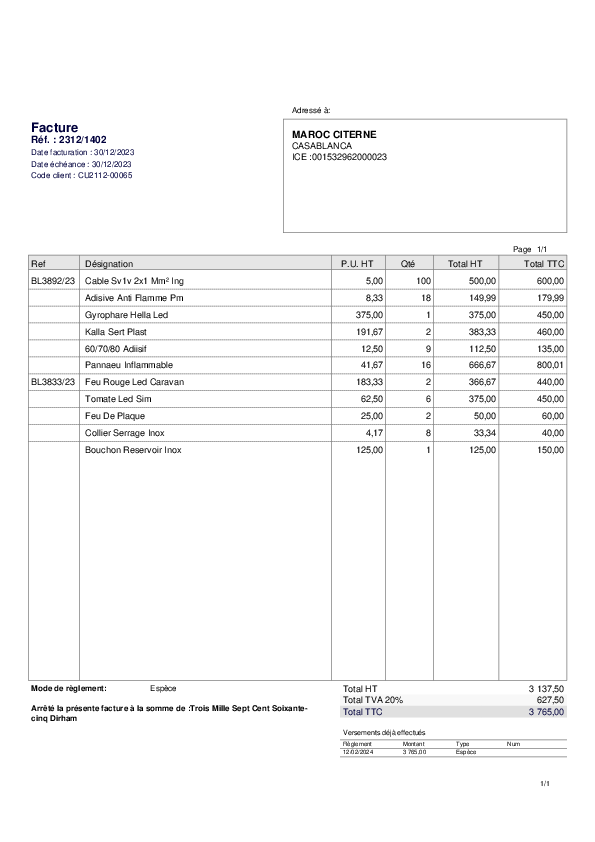 Adressé à:
Facture
Réf. : 2312/1402
Date facturation : 30/12/2023
Date échéance : 30/12/2023
Code client : CU2112-00065
MAROC CITERNE
CASABLANCA
ICE :001532962000023
Page 1/1
Ref Désignation P.U. HT Qté Total HT Total TTC
BL3892/23 Cable Sv1v 2x1 Mm² Ing 5,00 100 500,00 600,00
Adisive Anti Flamme Pm 8,33 18 149,99 179,99
Gyrophare Hella Led 375,00 1 375,00 450,00
Kalla Sert Plast 191,67 2 383,33 460,00
60/70/80 Adiisif 12,50 9 112,50 135,00
Pannaeu Inflammable 41,67 16 666,67 800,01
BL3833/23 Feu Rouge Led Caravan 183,33 2 366,67 440,00
Tomate Led Sim 62,50 6 375,00 450,00
Feu De Plaque 25,00 2 50,00 60,00
Collier Serrage Inox 4,17 8 33,34 40,00
Bouchon Reservoir Inox 125,00 1 125,00 150,00
Mode de règlement: Espèce
Arrêté la présente facture à la somme de :Trois Mille Sept Cent Soixante-
cinq Dirham
Total HT 3 137,50
Total TVA 20% 627,50
Total TTC 3 765,00
Versements déjà effectués
Règlement Montant Type Num
12/02/2024 3 765,00 Espèce
1/1